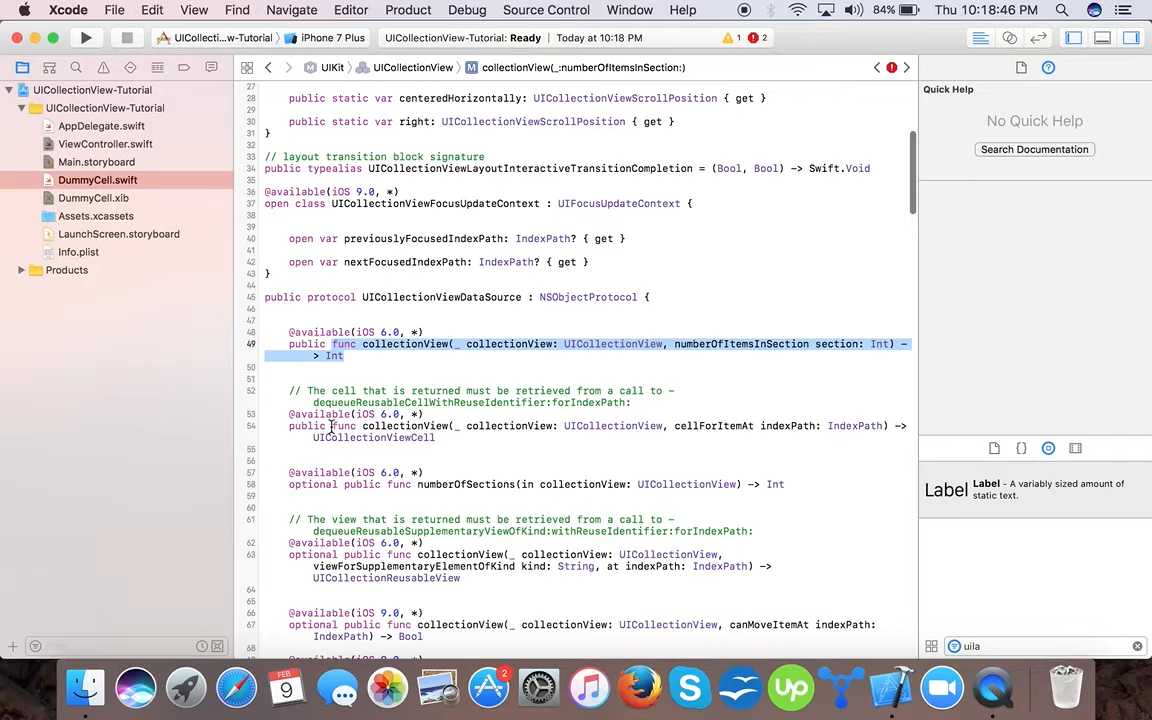 Xcode File Edit View Find Navigate Editor Product Debug Source Control Window Help 84% Thu 10:18:46 PM
UICollecti...w-Tutorial iPhone 7 Plus UICollectionView-Tutorial: Ready Today at 10:18 PM 1 2
UIKit UICollectionView collectionView(_:numberOfItemsInSection:)
UICollectionView-Tutorial
UICollectionView-Tutorial
AppDelegate.swift
ViewController.swift
Main.storyboard
DummyCell.swift
DummyCell.xib
Assets.xcassets
LaunchScreen.storyboard
Info.plist
Products
27
28 public static var centeredHorizontally: UICollectionViewScrollPosition { get }
29
30 public static var right: UICollectionViewScrollPosition { get }
31 }
32
33 // layout transition block signature
34 public typealias UICollectionViewLayoutInteractiveTransitionCompletion = (Bool, Bool) -> Swift.Void
35
36 @available(iOS 9.0, *)
37 open class UICollectionViewFocusUpdateContext : UIFocusUpdateContext {
38
39
40 open var previouslyFocusedIndexPath: IndexPath? { get }
41
42 open var nextFocusedIndexPath: IndexPath? { get }
43 }
44
45 public protocol UICollectionViewDataSource : NSObjectProtocol {
46
47
48 @available(iOS 6.0, *)
49 public func collectionView(_ collectionView: UICollectionView, numberOfItemsInSection section: Int) -
> Int
50
51
52 // The cell that is returned must be retrieved from a call to -
dequeueReusableCellWithReuseIdentifier:forIndexPath:
53 @available(iOS 6.0, *)
54 public func collectionView(_ collectionView: UICollectionView, cellForItemAt indexPath: IndexPath) ->
UICollectionViewCell
55
56
57 @available(iOS 6.0, *)
58 optional public func numberOfSections(in collectionView: UICollectionView) -> Int
59
60
61 // The view that is returned must be retrieved from a call to -
dequeueReusableSupplementaryViewOfKind:withReuseIdentifier:forIndexPath:
62 @available(iOS 6.0, *)
63 optional public func collectionView(_ collectionView: UICollectionView,
viewForSupplementaryElementOfKind kind: String, at indexPath: IndexPath) ->
UICollectionReusableView
64
65
66 @available(iOS 9.0, *)
67 optional public func collectionView(_ collectionView: UICollectionView, canMoveItemAt indexPath:
IndexPath) -> Bool
68
Quick Help
No Quick Help
Search Documentation
Label Label - A variably sized amount of
static text.
uila
FEB
9
2
up